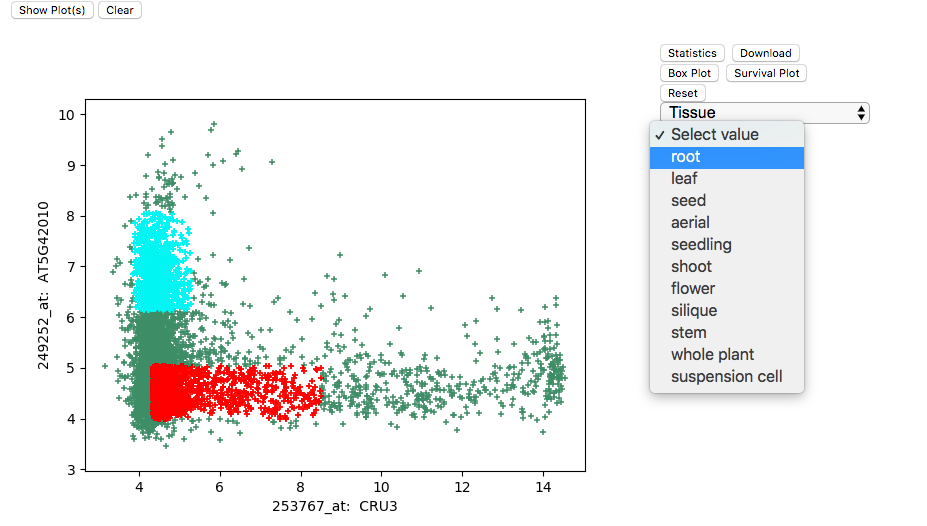 Show Plot(s) Clear
Statistics Download
Box Plot Survival Plot
Reset
Tissue
✓ Select value
root
leaf
seed
aerial
seedling
shoot
flower
silique
stem
whole plant
suspension cell
10
9
8
7
6
5
4
3
249252_at: AT5G42010
4 6 8 10 12 14
253767_at: CRU3